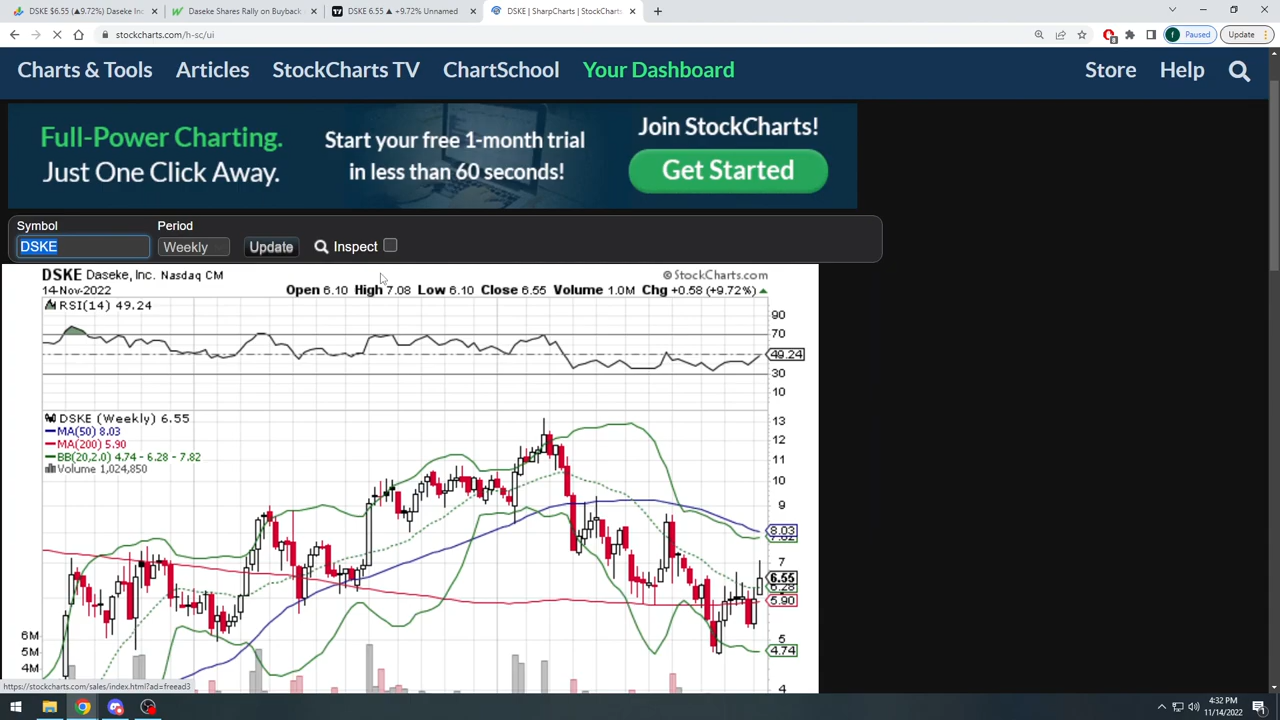 DSKE $6.55 (▲9.72%) Daseke Inc
Daseke Shares Rally on Buyback
DSKE 6.55 ▲ +9.72% Unnamed
DSKE | SharpCharts | StockChart
stockcharts.com/h-sc/ui
Paused
Update
Charts & Tools
Articles
StockCharts TV
ChartSchool
Your Dashboard
Store
Help
Full-Power Charting.
Just One Click Away.
Start your free 1-month trial
in less than 60 seconds!
Join StockCharts!
Get Started
Symbol
Period
DSKE
Weekly
Update
Inspect
DSKE Daseke, Inc. Nasdaq CM
© StockCharts.com
14-Nov-2022
Open 6.10 High 7.08 Low 6.10 Close 6.55 Volume 1.0M Chg +0.58 (+9.72%) ▲
RSI(14) 49.24
90
70
49.24
30
10
DSKE (Weekly) 6.55
MA(50) 8.03
MA(200) 5.90
BB(20,2.0) 4.74 - 6.28 - 7.82
Volume 1,024,850
13
12
11
10
9
8.03
7.82
7
6.55
6.28
5.90
5
4.74
4
6M
5M
4M
https://stockcharts.com/sales/index.html?ad=freead3
4:32 PM
11/14/2022